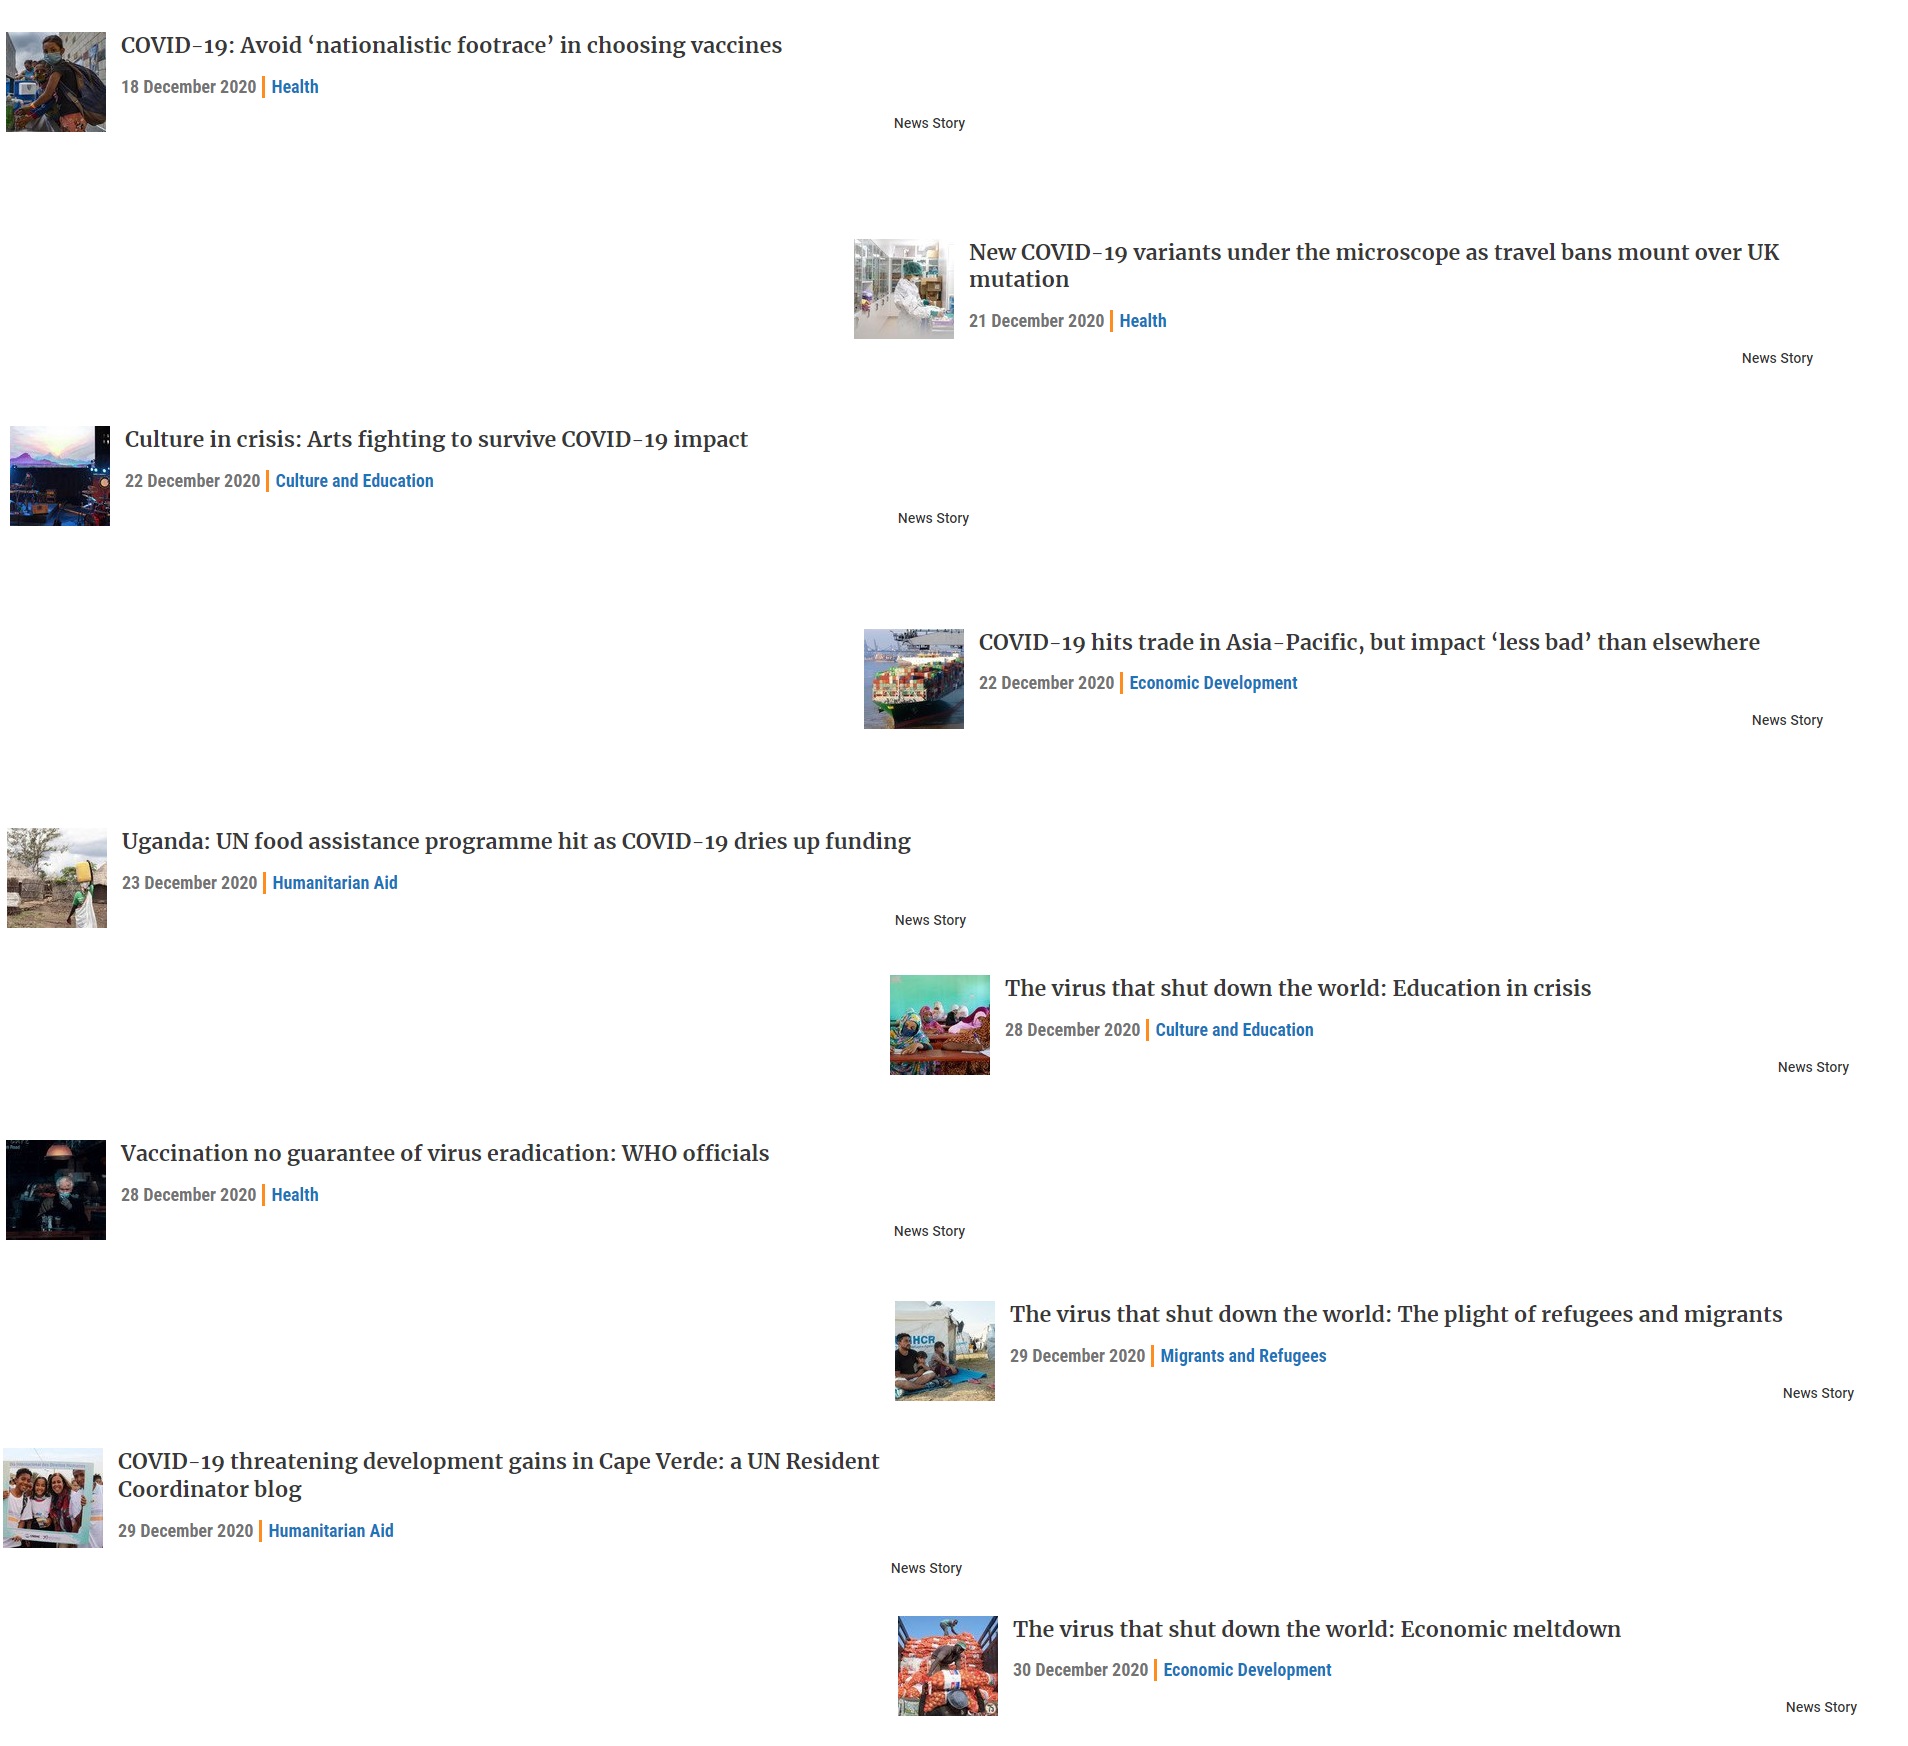 COVID-19: Avoid ‘nationalistic footrace’ in choosing vaccines
18 December 2020 | Health
News Story
New COVID-19 variants under the microscope as travel bans mount over UK
mutation
21 December 2020 | Health
News Story
Culture in crisis: Arts fighting to survive COVID-19 impact
22 December 2020 | Culture and Education
News Story
COVID-19 hits trade in Asia-Pacific, but impact ‘less bad’ than elsewhere
22 December 2020 | Economic Development
News Story
Uganda: UN food assistance programme hit as COVID-19 dries up funding
23 December 2020 | Humanitarian Aid
News Story
The virus that shut down the world: Education in crisis
28 December 2020 | Culture and Education
News Story
Vaccination no guarantee of virus eradication: WHO officials
28 December 2020 | Health
News Story
The virus that shut down the world: The plight of refugees and migrants
29 December 2020 | Migrants and Refugees
News Story
HCR
COVID-19 threatening development gains in Cape Verde: a UN Resident
Coordinator blog
29 December 2020 | Humanitarian Aid
News Story
The virus that shut down the world: Economic meltdown
30 December 2020 | Economic Development
News Story